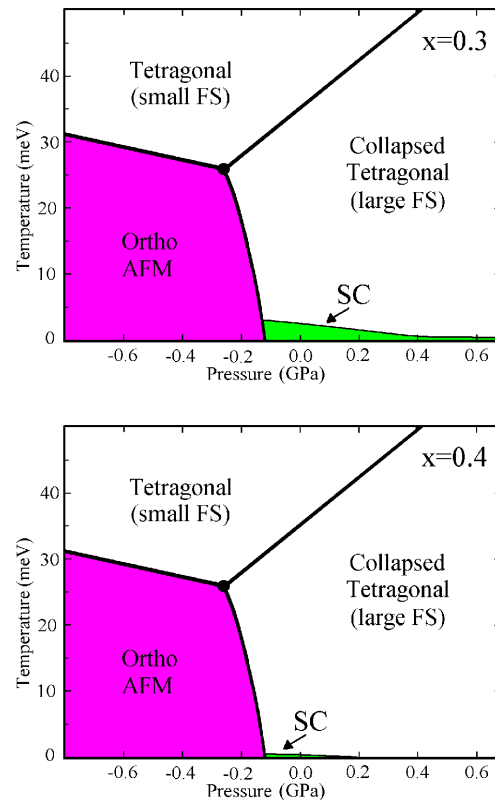 x=0.3
Tetragonal
(small FS)
Collapsed
Tetragonal
(large FS)
Ortho
AFM
SC
Temperature (meV)
40
30
20
10
0
-0.6 -0.4 -0.2 0.0 0.2 0.4 0.6
Pressure (GPa)
x=0.4
Tetragonal
(small FS)
Collapsed
Tetragonal
(large FS)
Ortho
AFM
SC
Temperature (meV)
40
30
20
10
0
-0.6 -0.4 -0.2 0.0 0.2 0.4 0.6
Pressure (GPa)